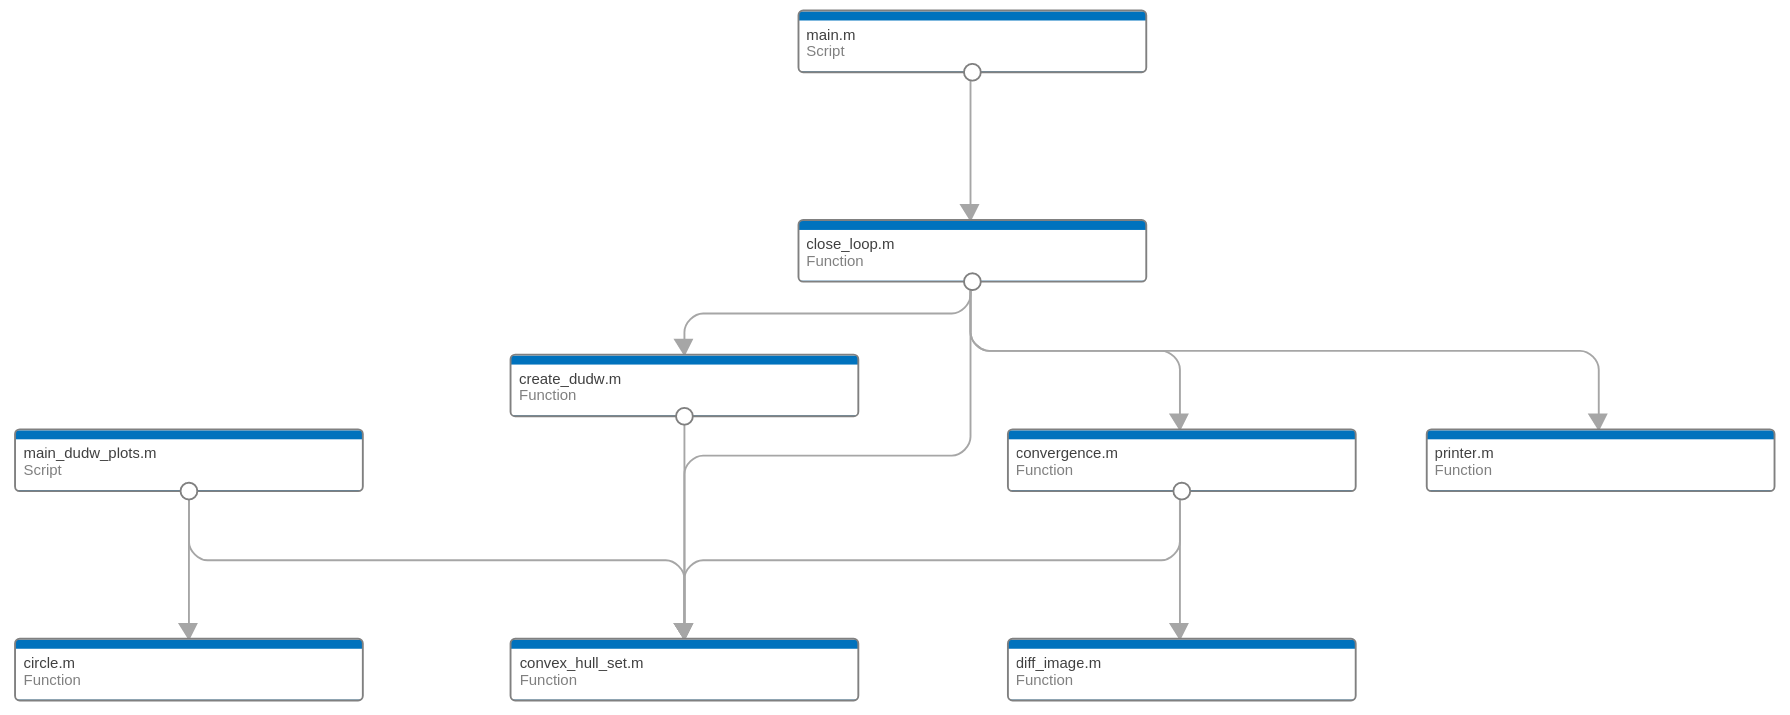 main.m
Script
close_loop.m
Function
create_dudw.m
Function
main_dudw_plots.m
Script
convergence.m
Function
printer.m
Function
circle.m
Function
convex_hull_set.m
Function
diff_image.m
Function